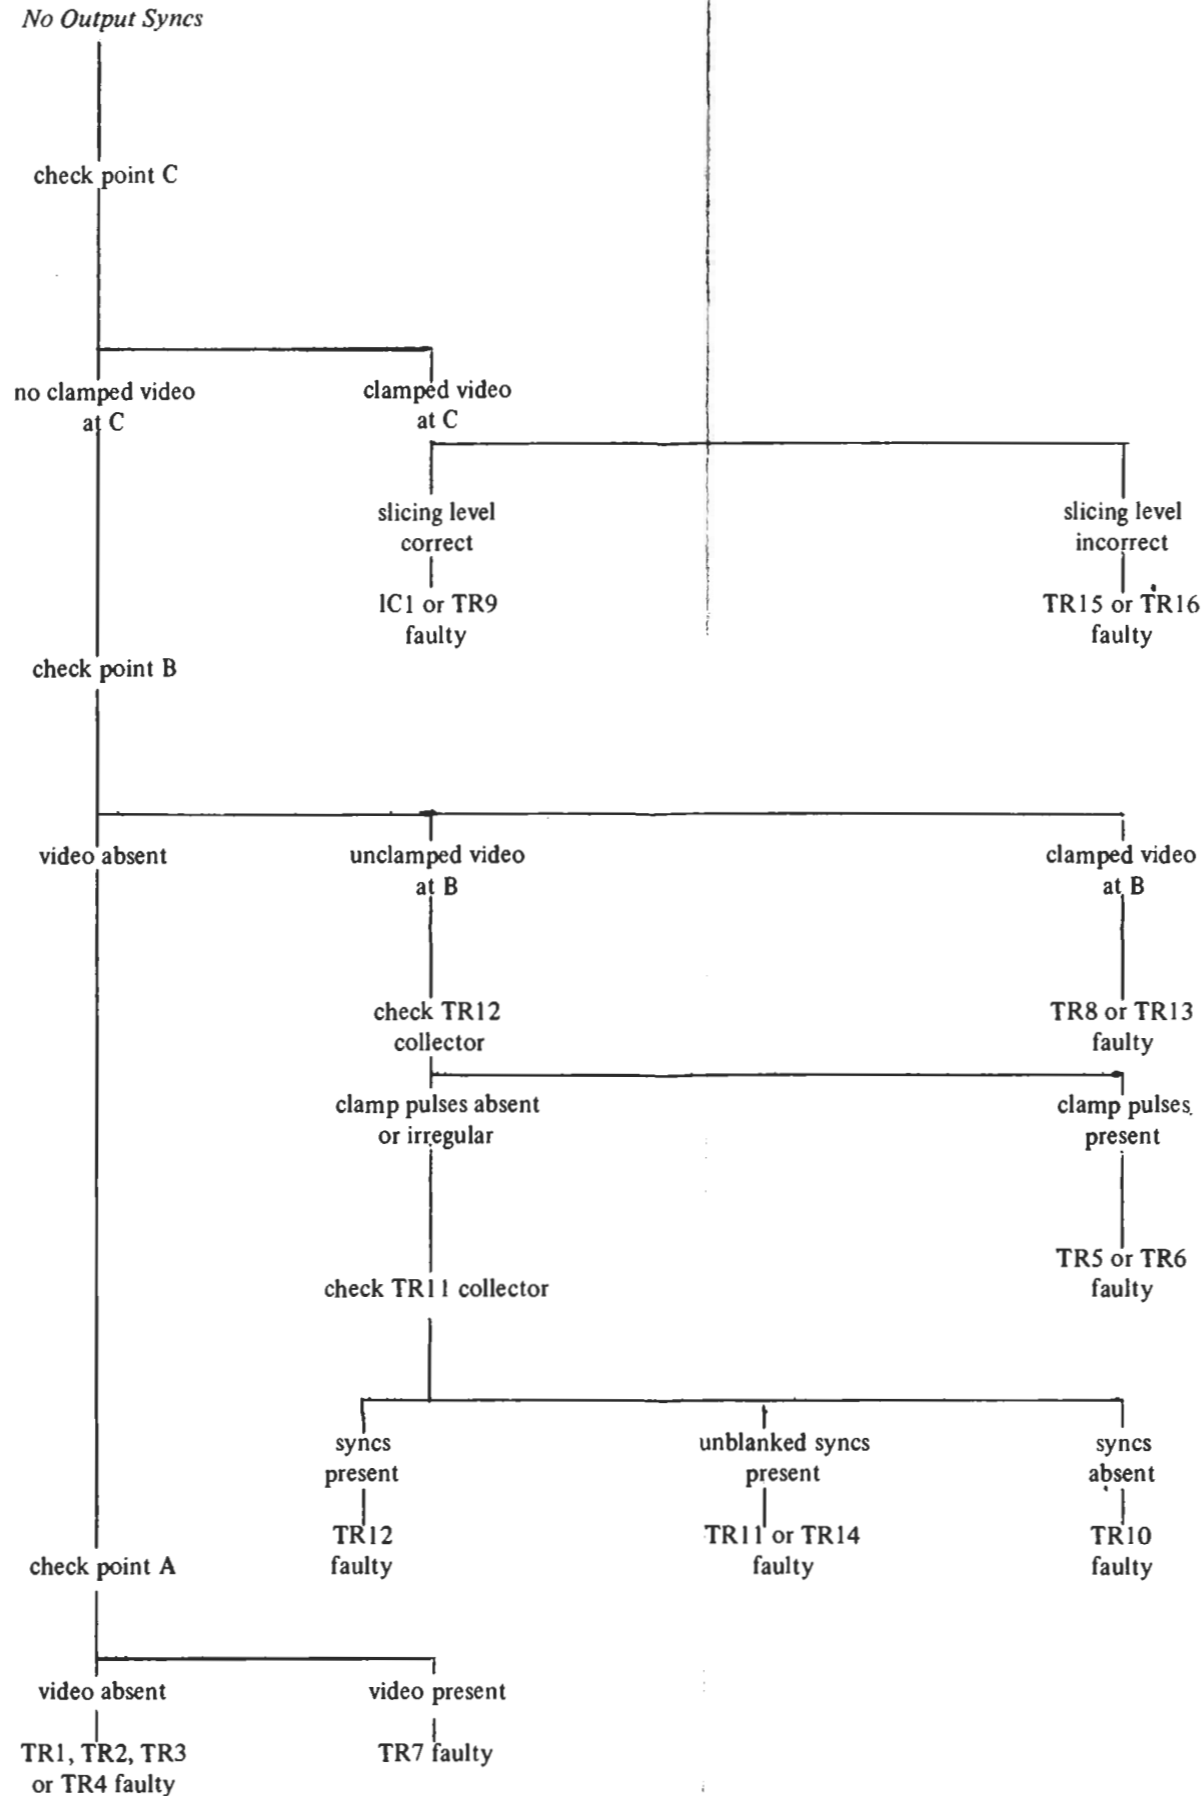 No Output Syncs
check point C
no clamped video
at C
clamped video
at C
slicing level
correct
IC1 or TR9
faulty
slicing level
incorrect
TR15 or TR16
faulty
check point B
video absent
unclamped video
at B
clamped video
at B
check TR12
collector
TR8 or TR13
faulty
clamp pulses absent
or irregular
clamp pulses
present
TR5 or TR6
faulty
check TR11 collector
syncs
present
unblanked syncs
present
syncs
absent
TR12
faulty
TR11 or TR14
faulty
TR10
faulty
check point A
video absent
video present
TR1, TR2, TR3
or TR4 faulty
TR7 faulty